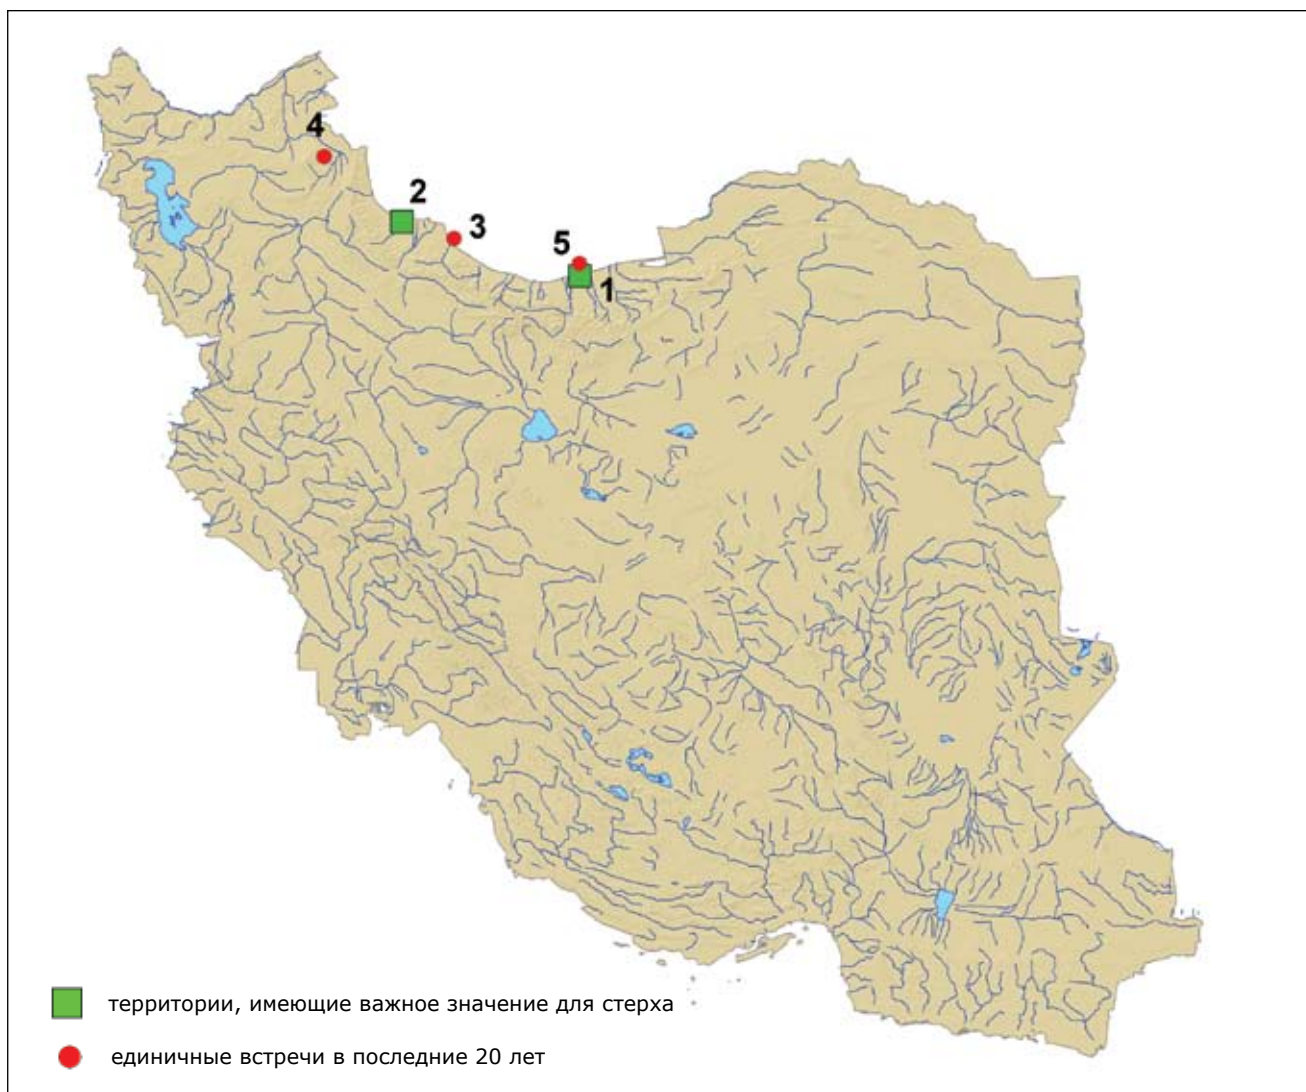 4
2
3
5
1
территории, имеющие важное значение для стерха
единичные встречи в последние 20 лет